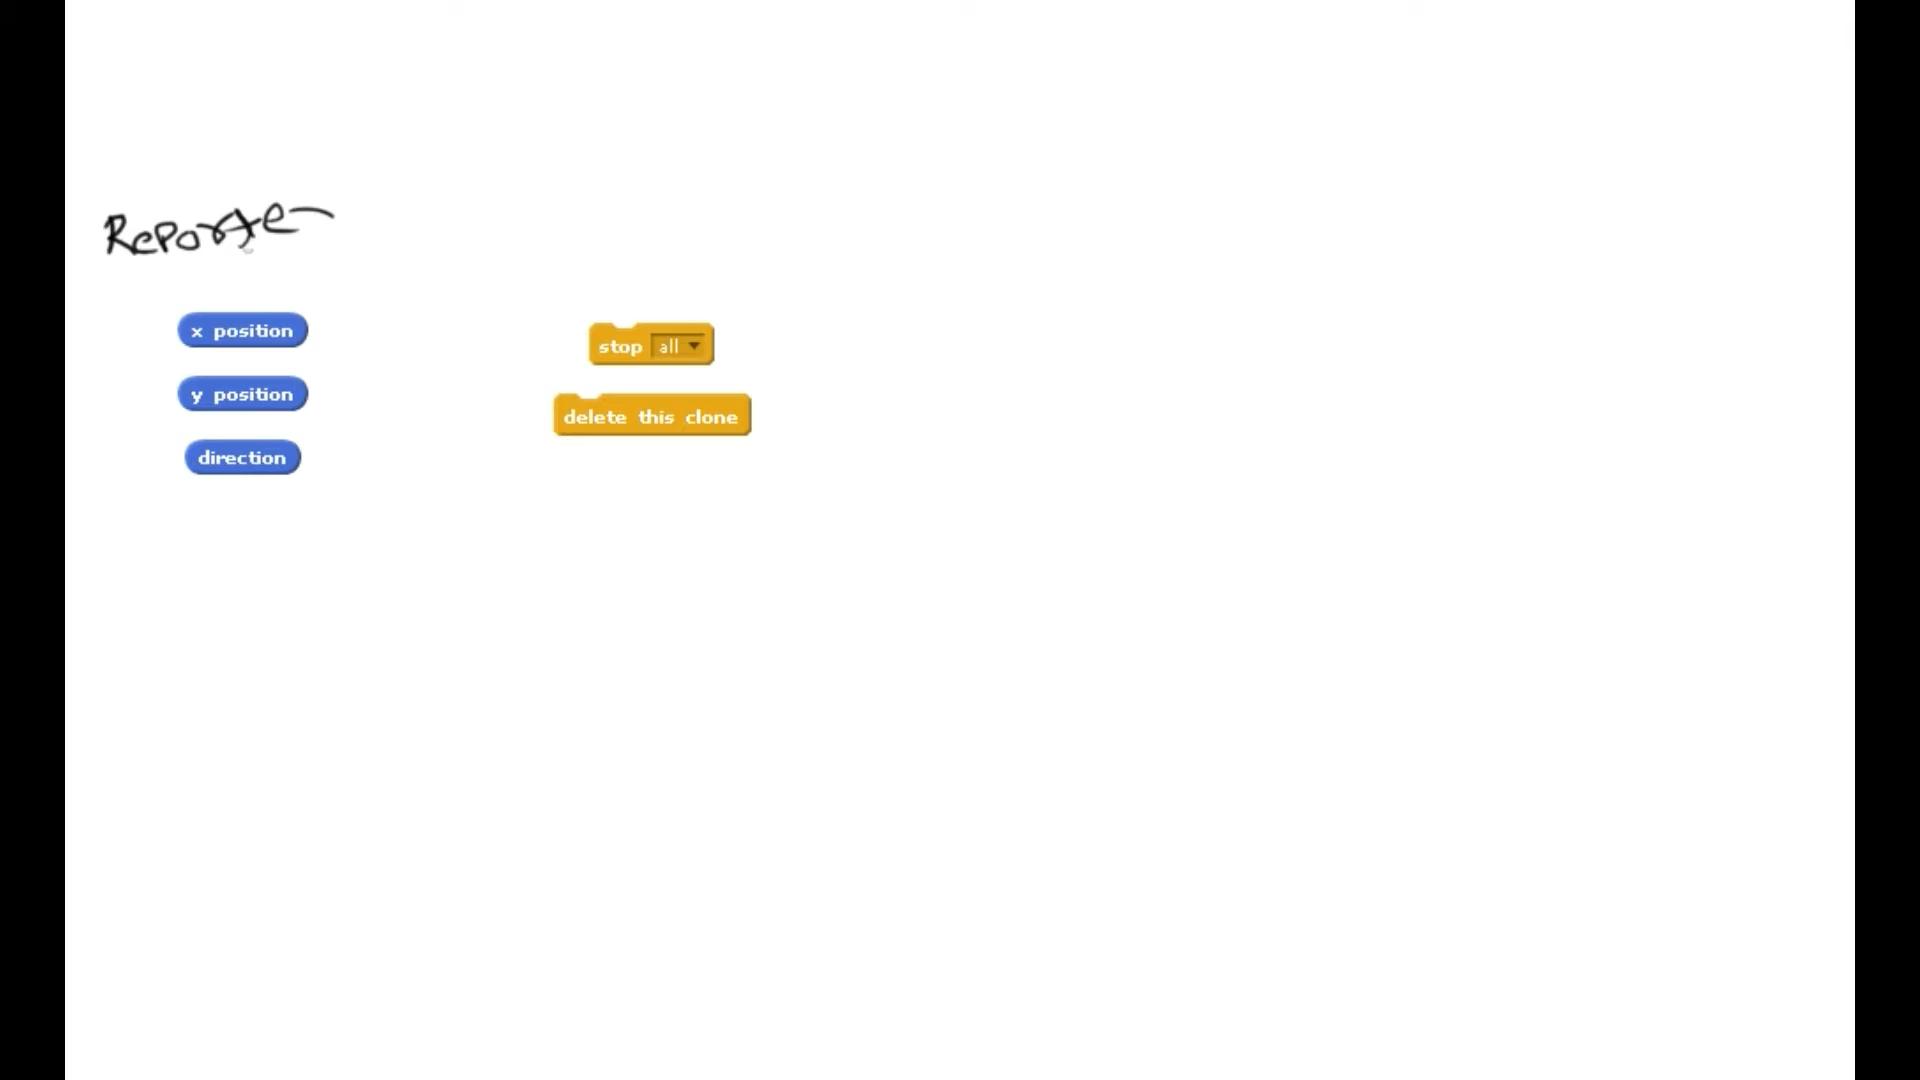 Reporter
x position
y position
direction
stop all
delete this clone